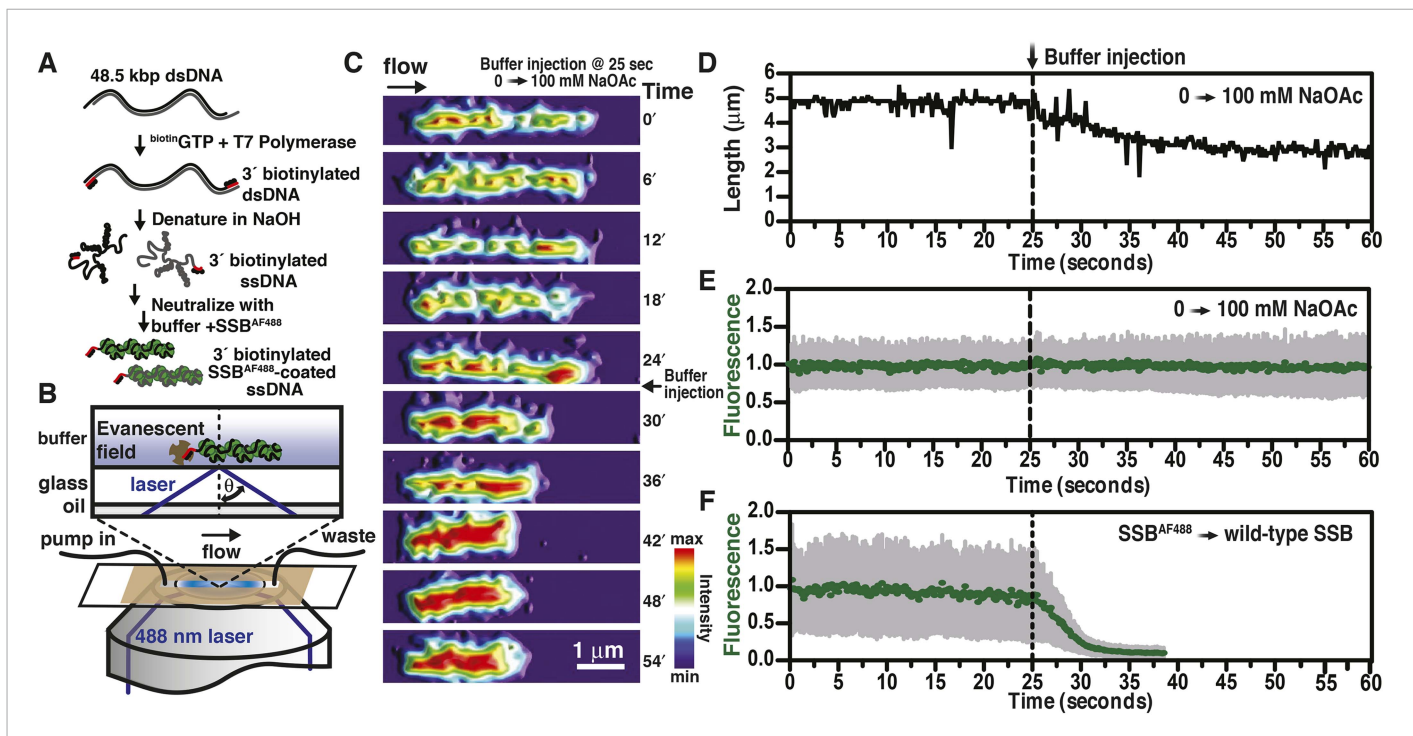 A
48.5 kbp dsDNA
biotinGTP + T7 Polymerase
3´ biotinylated
dsDNA
Denature in NaOH
3´ biotinylated
ssDNA
Neutralize with
buffer +SSBAF488
3´ biotinylated
SSBAF488-coated
ssDNA
B
buffer
Evanescent
field
glass
laser
θ
oil
flow
pump in
waste
488 nm laser
C
flow
Buffer injection @ 25 sec
0 → 100 mM NaOAc
Time
0′
6′
12′
18′
24′
Buffer
injection
30′
36′
42′
48′
54′
max
Intensity
min
1 μm
D
Buffer injection
0 → 100 mM NaOAc
Length (μm)
6
5
4
3
2
1
0
0 5 10 15 20 25 30 35 40 45 50 55 60
Time (seconds)
E
0 → 100 mM NaOAc
Fluorescence
2.0
1.5
1.0
0.5
0.0
0 5 10 15 20 25 30 35 40 45 50 55 60
Time (seconds)
F
SSBAF488 → wild-type SSB
Fluorescence
2.0
1.5
1.0
0.5
0.0
0 5 10 15 20 25 30 35 40 45 50 55 60
Time (seconds)